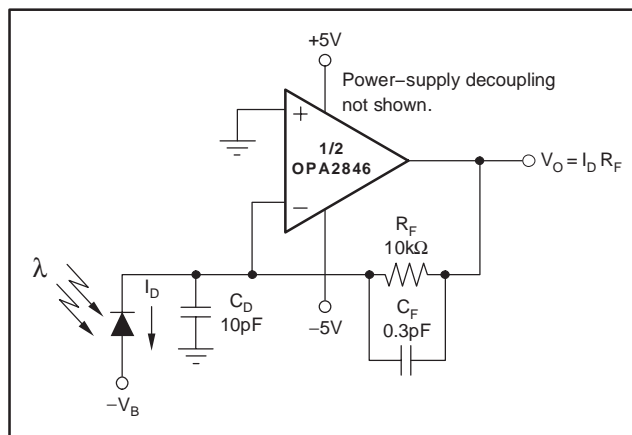 +5V
Power–supply decoupling
not shown.
+
1/2
OPA2846
−
V_O = I_D R_F
R_F
10kΩ
λ
I_D
C_D
10pF
−5V
C_F
0.3pF
−V_B